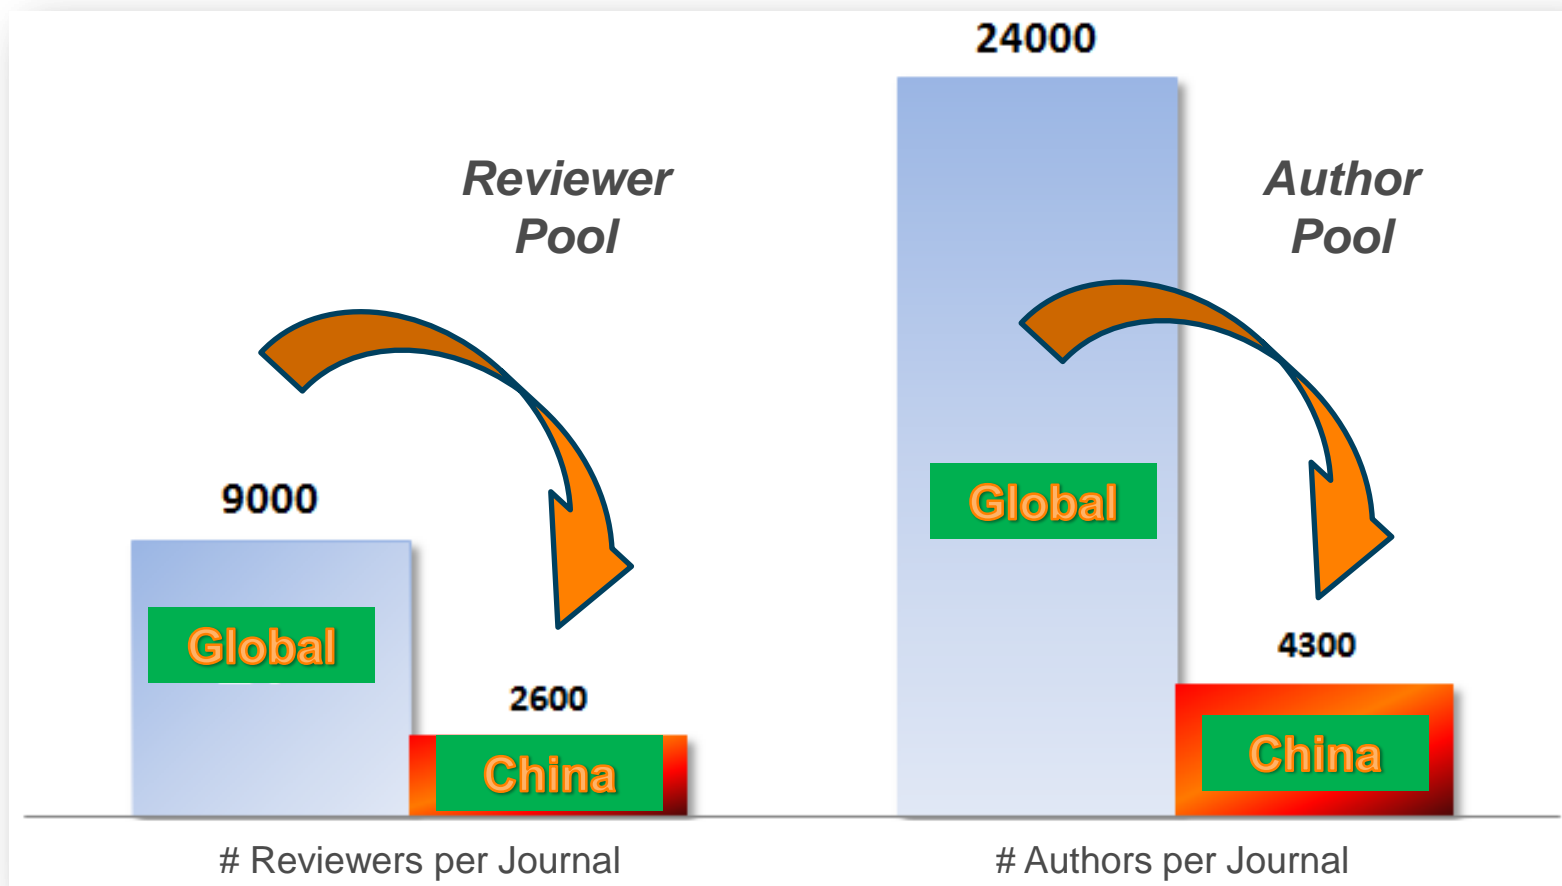 24000
Reviewer
Pool
Author
Pool
9000
Global
2600
China
Global
4300
China
# Reviewers per Journal
# Authors per Journal